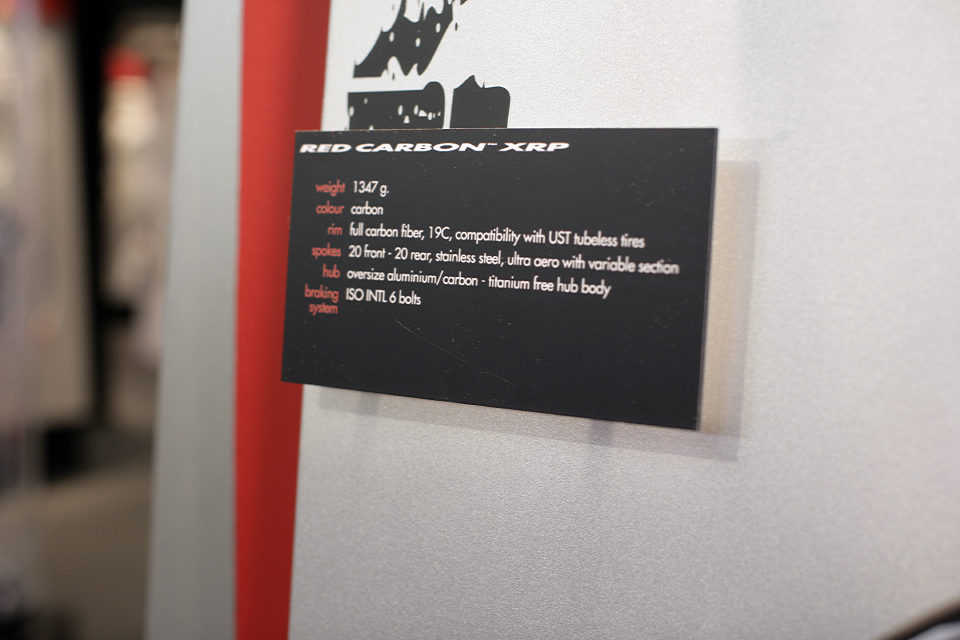 RED CARBON™ XRP
weight 1347 g.
colour carbon
rim full carbon fiber, 19C, compatibility with UST tubeless tires
spokes 20 front - 20 rear, stainless steel, ultra aero with variable section
hub oversize aluminium/carbon - titanium free hub body
braking system ISO INTL 6 bolts